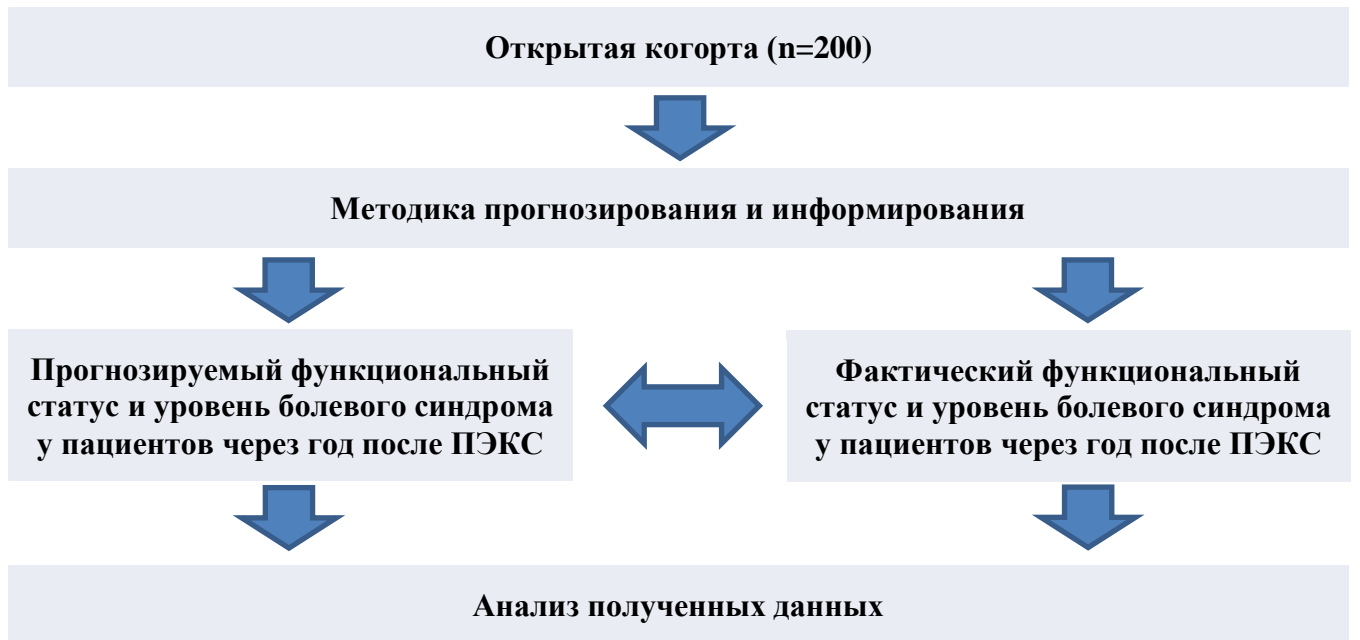 Открытая когорта (n=200)
Методика прогнозирования и информирования
Прогнозируемый функциональный
статус и уровень болевого синдрома
у пациентов через год после ПЭКС
Фактический функциональный
статус и уровень болевого синдрома
у пациентов через год после ПЭКС
Анализ полученных данных